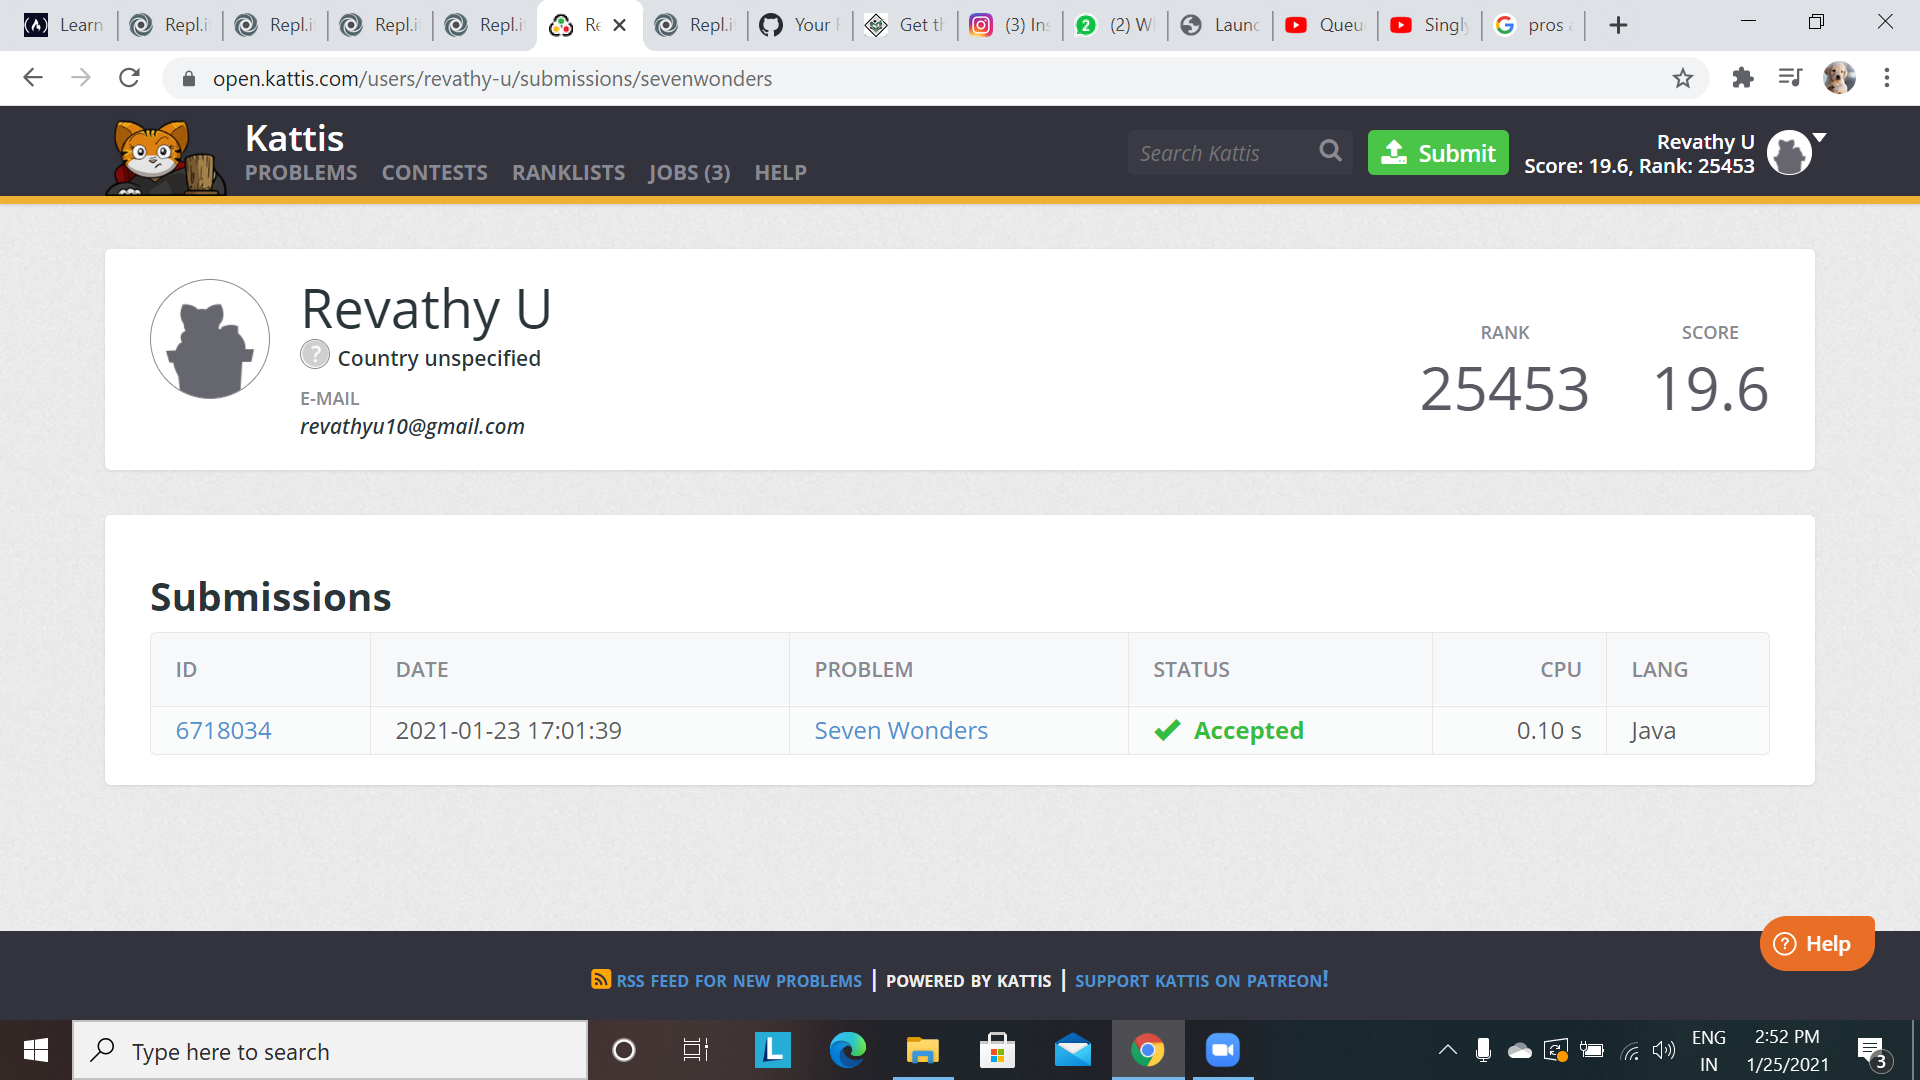 Learn Repl.i Repl.i Repl.i Repl.i Re Repl.i Your Get th (3) Ins (2) W Launc Queu Singly pros
open.kattis.com/users/revathy-u/submissions/sevenwonders
Kattis
PROBLEMS CONTESTS RANKLISTS JOBS (3) HELP
Search Kattis
Submit
Revathy U
Score: 19.6, Rank: 25453
Revathy U
? Country unspecified
E-MAIL
revathyu10@gmail.com
RANK SCORE
25453 19.6
Submissions
ID DATE PROBLEM STATUS CPU LANG
6718034 2021-01-23 17:01:39 Seven Wonders Accepted 0.10 s Java
? Help
RSS FEED FOR NEW PROBLEMS | POWERED BY KATTIS | SUPPORT KATTIS ON PATREON!
Type here to search
L
ENG
IN
2:52 PM
1/25/2021
3